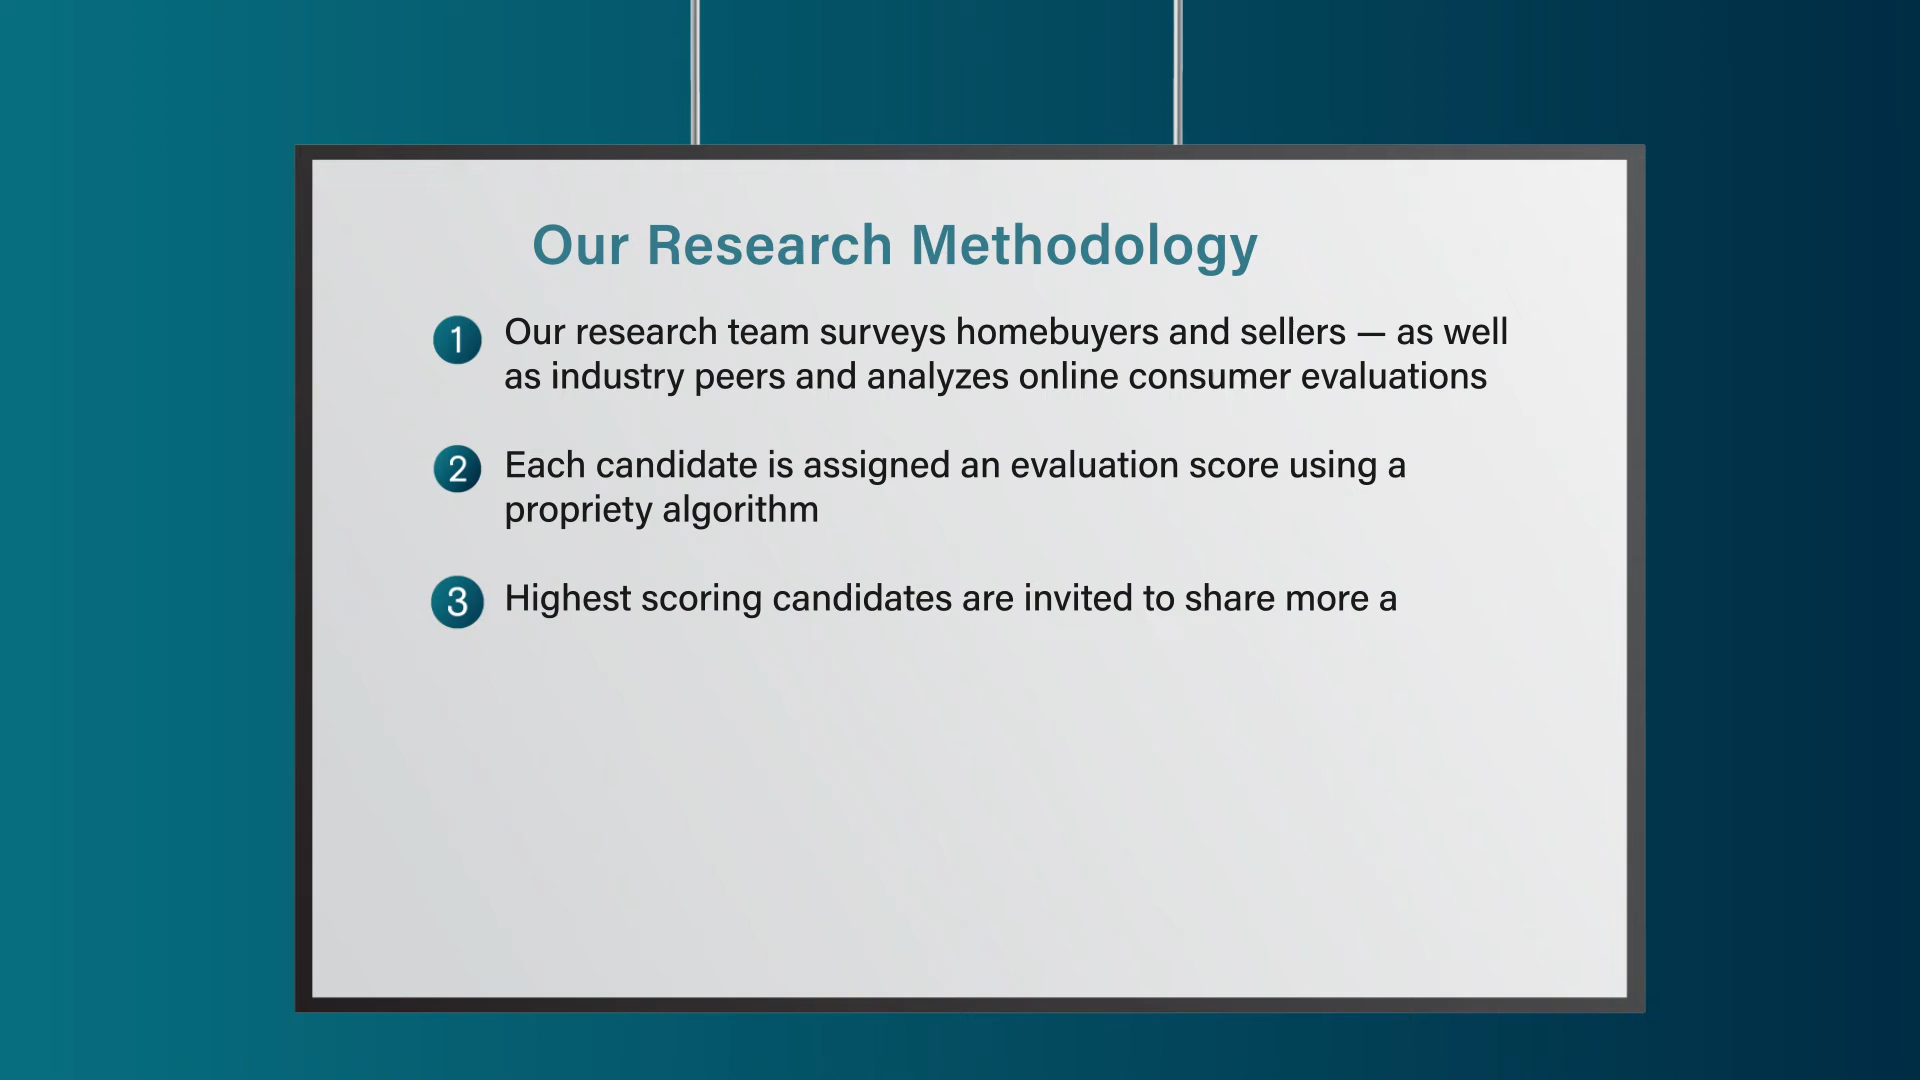 Our Research Methodology
1 Our research team surveys homebuyers and sellers — as well
as industry peers and analyzes online consumer evaluations
2 Each candidate is assigned an evaluation score using a
propriety algorithm
3 Highest scoring candidates are invited to share more a